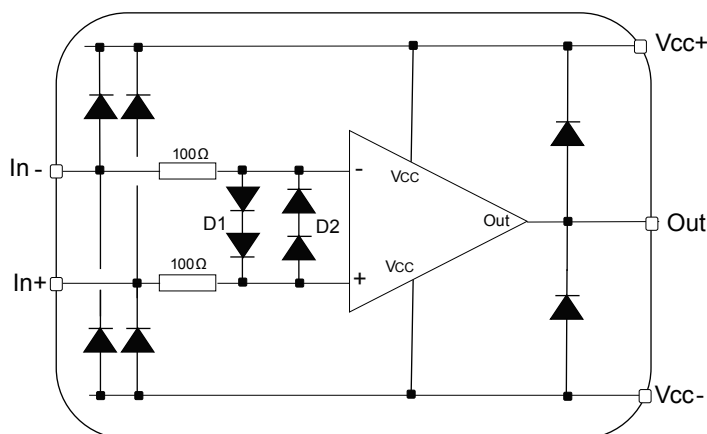 Vcc+
100Ω
In -
-
Vcc
D1
D2
Out
Out
100Ω
Vcc
In+
+
Vcc-